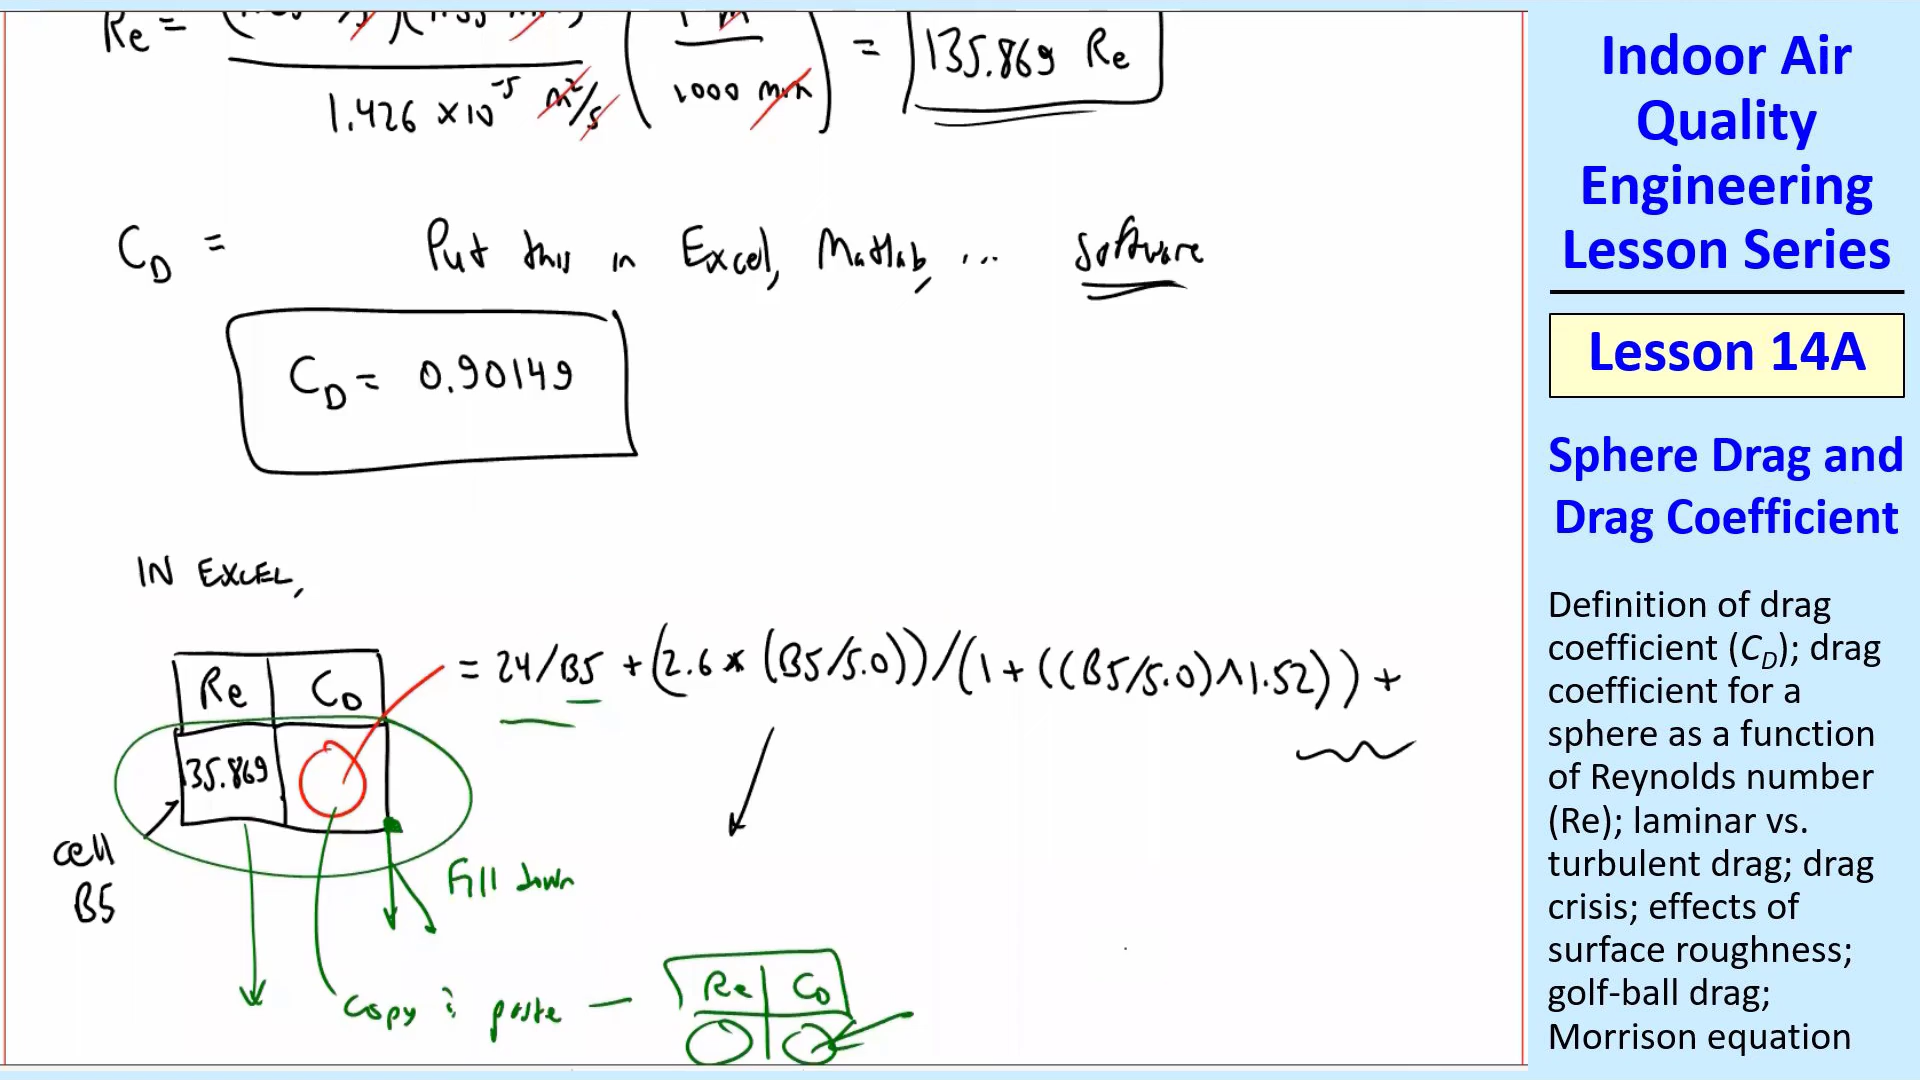 Re =
1.426 x10⁻⁵ m²/s
1 m
1000 mm
= 135.869 Re
C_D = Put this in Excel, Matlab, ... software
C_D = 0.90149
IN EXCEL,
Re C_D
135.869
= 24/B5 + (2.6 * (B5/5.0))/(1 + ((B5/5.0)^1.52)) +
cell
B5
Fill down
copy & paste —
Re C_D
Indoor Air
Quality
Engineering
Lesson Series
Lesson 14A
Sphere Drag and
Drag Coefficient
Definition of drag
coefficient (C_D); drag
coefficient for a
sphere as a function
of Reynolds number
(Re); laminar vs.
turbulent drag; drag
crisis; effects of
surface roughness;
golf-ball drag;
Morrison equation